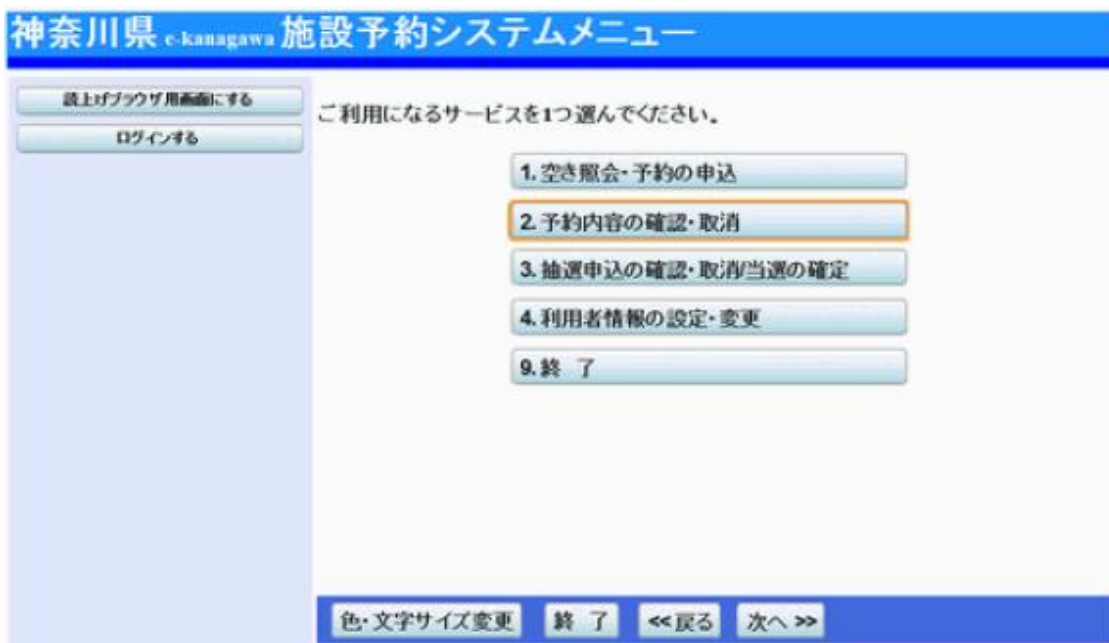 神奈川県 e-kanagawa 施設予約システムメニュー
読上げブラウザ用画面にする
ログインする
ご利用になるサービスを1つ選んでください。
1. 空き照会・予約の申込
2. 予約内容の確認・取消
3. 抽選申込の確認・取消/当選の確定
4. 利用者情報の設定・変更
9. 終 了
色・文字サイズ変更 終 了 <<戻る 次へ >>